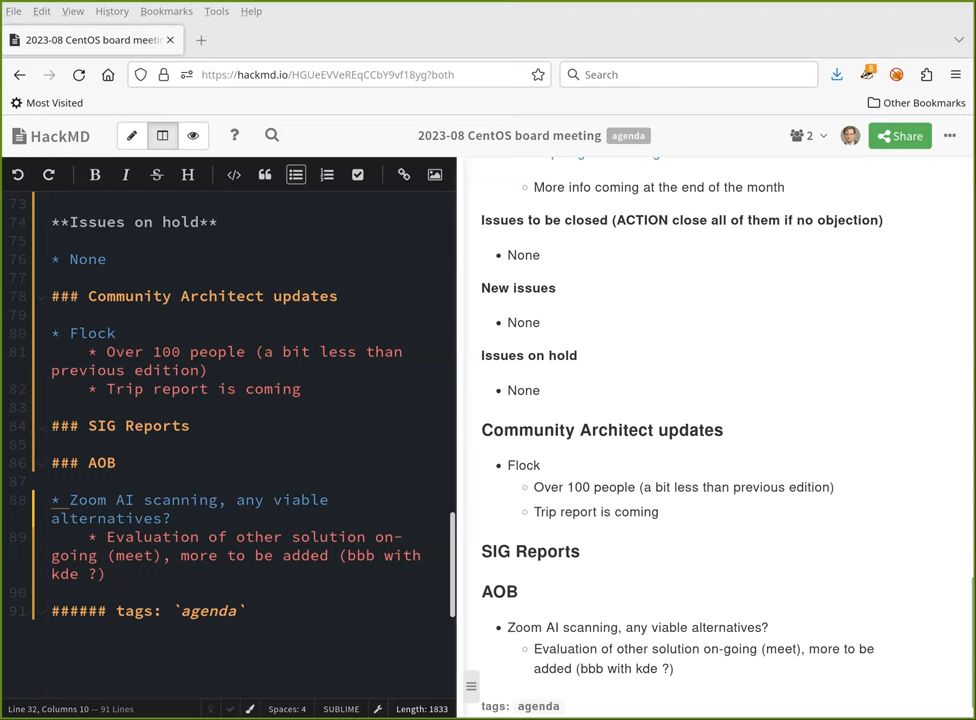 File Edit View History Bookmarks Tools Help
2023-08 CentOS board meeti
https://hackmd.io/HGUeEVVeREqCCbY9vf18yg?both
Search
8
Most Visited
Other Bookmarks
HackMD
?
2023-08 CentOS board meeting agenda
2
Share
B I S H
73
74 **Issues on hold**
75
76 * None
77
78 ### Community Architect updates
79
80 * Flock
81 * Over 100 people (a bit less than
previous edition)
82 * Trip report is coming
83
84 ### SIG Reports
85
86 ### AOB
87
88 * Zoom AI scanning, any viable
alternatives?
89 * Evaluation of other solution on-
going (meet), more to be added (bbb with
kde ?)
90
91 ###### tags: `agenda`
Line 32, Columns 10 — 91 Lines
Spaces: 4
SUBLIME
Length: 1833
More info coming at the end of the month
Issues to be closed (ACTION close all of them if no objection)
• None
New issues
• None
Issues on hold
• None
Community Architect updates
• Flock
Over 100 people (a bit less than previous edition)
Trip report is coming
SIG Reports
AOB
• Zoom AI scanning, any viable alternatives?
Evaluation of other solution on-going (meet), more to be
added (bbb with kde ?)
tags: agenda